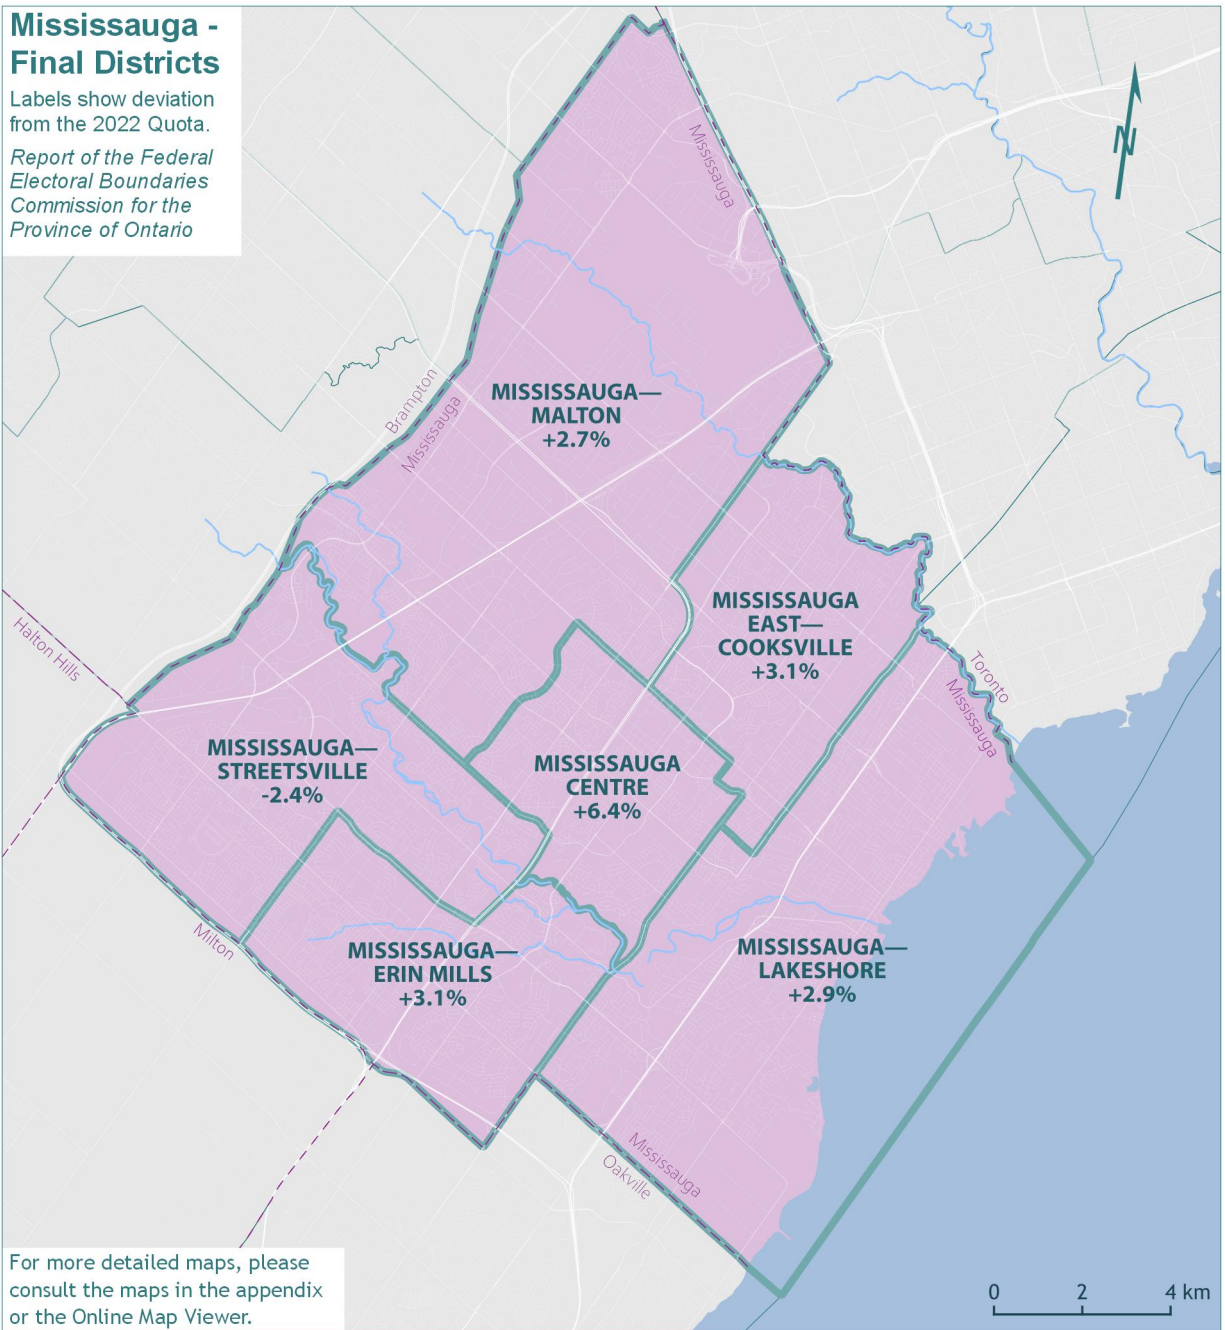 Mississauga -
Final Districts
Labels show deviation
from the 2022 Quota.
Report of the Federal
Electoral Boundaries
Commission for the
Province of Ontario
N
Mississauga
Brampton
Mississauga
MISSISSAUGA—
MALTON
+2.7%
MISSISSAUGA
EAST—
COOKSVILLE
+3.1%
Halton Hills
Toronto
Mississauga
MISSISSAUGA—
STREETSVILLE
-2.4%
MISSISSAUGA
CENTRE
+6.4%
Milton
MISSISSAUGA—
ERIN MILLS
+3.1%
MISSISSAUGA—
LAKESHORE
+2.9%
Mississauga
Oakville
For more detailed maps, please
consult the maps in the appendix
or the Online Map Viewer.
0 2 4 km